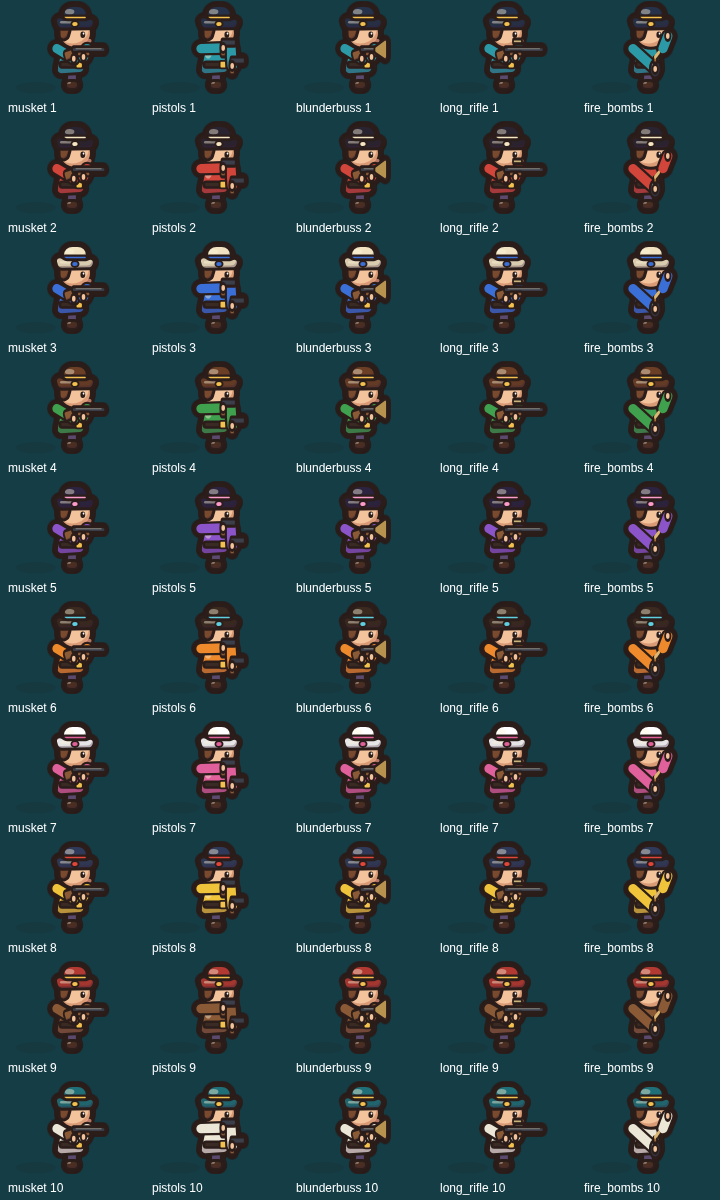 musket 1 pistols 1 blunderbuss 1 long_rifle 1 fire_bombs 1
musket 2 pistols 2 blunderbuss 2 long_rifle 2 fire_bombs 2
musket 3 pistols 3 blunderbuss 3 long_rifle 3 fire_bombs 3
musket 4 pistols 4 blunderbuss 4 long_rifle 4 fire_bombs 4
musket 5 pistols 5 blunderbuss 5 long_rifle 5 fire_bombs 5
musket 6 pistols 6 blunderbuss 6 long_rifle 6 fire_bombs 6
musket 7 pistols 7 blunderbuss 7 long_rifle 7 fire_bombs 7
musket 8 pistols 8 blunderbuss 8 long_rifle 8 fire_bombs 8
musket 9 pistols 9 blunderbuss 9 long_rifle 9 fire_bombs 9
musket 10 pistols 10 blunderbuss 10 long_rifle 10 fire_bombs 10